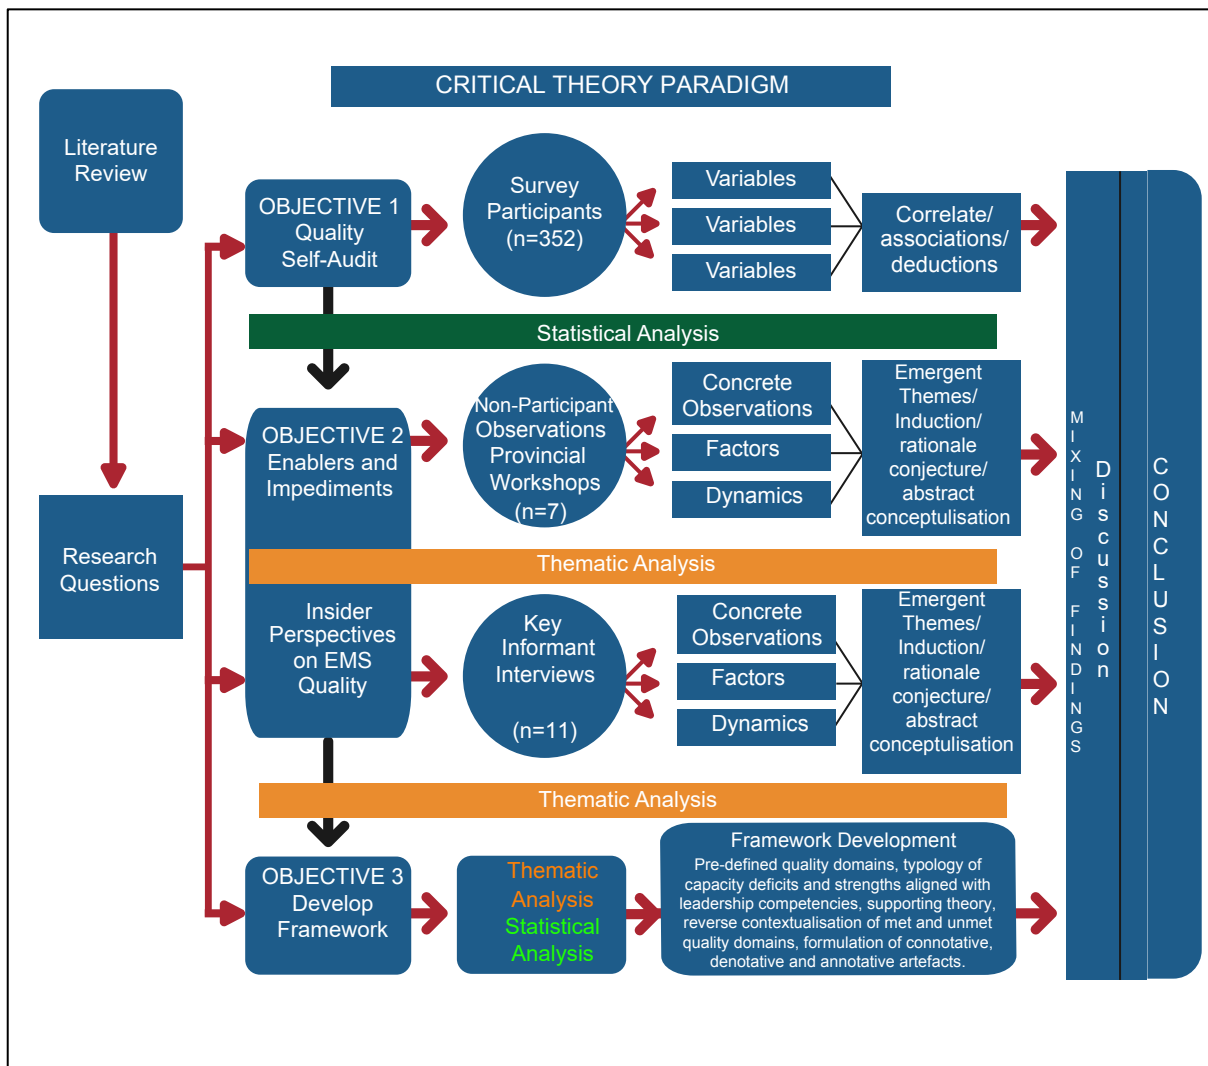 CRITICAL THEORY PARADIGM
Literature
Review
Research
Questions
OBJECTIVE 1
Quality
Self-Audit
Survey
Participants
(n=352)
Variables
Variables
Variables
Correlate/
associations/
deductions
Statistical Analysis
OBJECTIVE 2
Enablers and
Impediments
Non-Participant
Observations
Provincial
Workshops
(n=7)
Concrete
Observations
Factors
Dynamics
Emergent
Themes/
Induction/
rationale
conjecture/
abstract
conceptulisation
Thematic Analysis
Insider
Perspectives
on EMS
Quality
Key
Informant
Interviews
(n=11)
Concrete
Observations
Factors
Dynamics
Emergent
Themes/
Induction/
rationale
conjecture/
abstract
conceptulisation
Thematic Analysis
OBJECTIVE 3
Develop
Framework
Thematic
Analysis
Statistical
Analysis
Framework Development
Pre-defined quality domains, typology of
capacity deficits and strengths aligned with
leadership competencies, supporting theory,
reverse contextualisation of met and unmet
quality domains, formulation of connotative,
denotative and annotative artefacts.
MIXING OF FINDINGS
Discussion
CONCLUSION